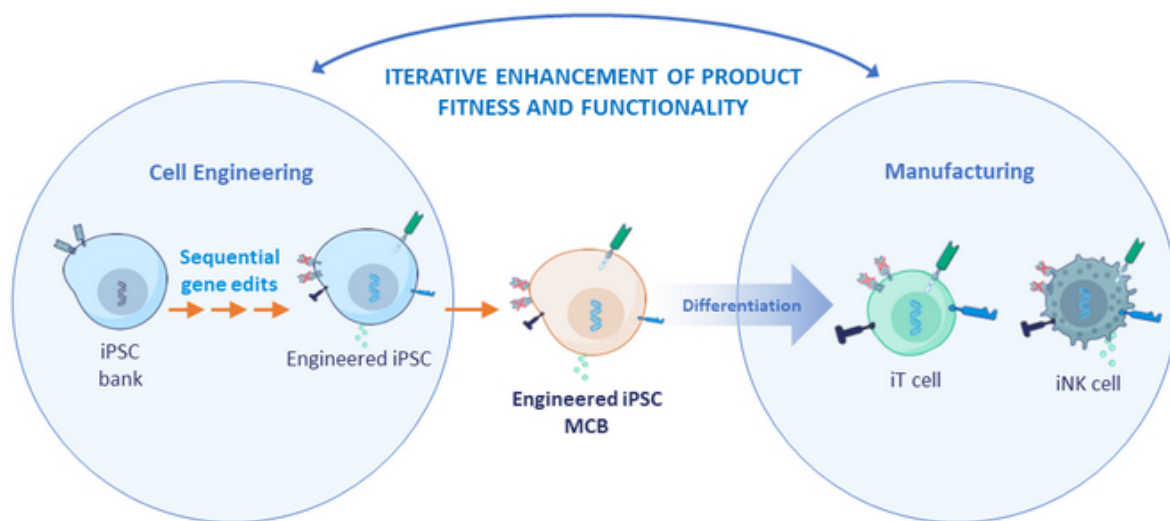 ITERATIVE ENHANCEMENT OF PRODUCT
FITNESS AND FUNCTIONALITY
Cell Engineering
Manufacturing
Sequential
gene edits
Differentiation
iPSC
bank
Engineered iPSC
Engineered iPSC
MCB
iT cell
iNK cell